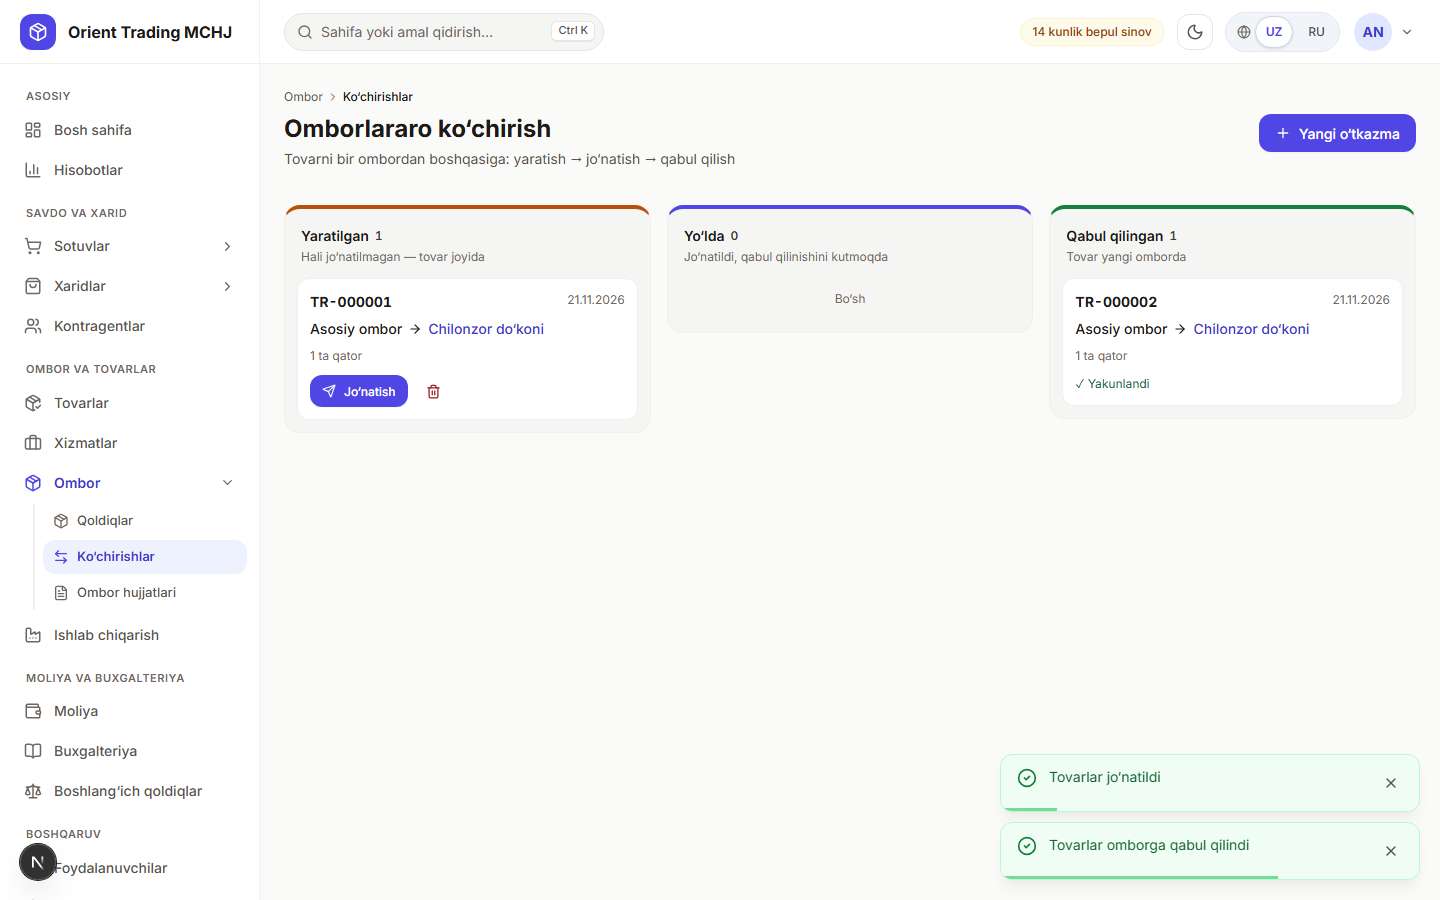 Orient Trading MCHJ
Sahifa yoki amal qidirish...
Ctrl K
14 kunlik bepul sinov
UZ
RU
AN
ASOSIY
Bosh sahifa
Hisobotlar
SAVDO VA XARID
Sotuvlar
Xaridlar
Kontragentlar
OMBOR VA TOVARLAR
Tovarlar
Xizmatlar
Ombor
Qoldiqlar
Ko‘chirishlar
Ombor hujjatlari
Ishlab chiqarish
MOLIYA VA BUXGALTERIYA
Moliya
Buxgalteriya
Boshlang‘ich qoldiqlar
BOSHQARUV
N
Foydalanuvchilar
Ombor > Ko‘chirishlar
Omborlararo ko‘chirish
Tovarni bir ombordan boshqasiga: yaratish → jo‘natish → qabul qilish
+ Yangi o‘tkazma
Yaratilgan 1
Hali jo‘natilmagan — tovar joyida
TR-000001
21.11.2026
Asosiy ombor → Chilonzor do‘koni
1 ta qator
Jo‘natish
Yo‘lda 0
Jo‘natildi, qabul qilinishini kutmoqda
Bo‘sh
Qabul qilingan 1
Tovar yangi omborda
TR-000002
21.11.2026
Asosiy ombor → Chilonzor do‘koni
1 ta qator
✓ Yakunlandi
Tovarlar jo‘natildi
Tovarlar omborga qabul qilindi